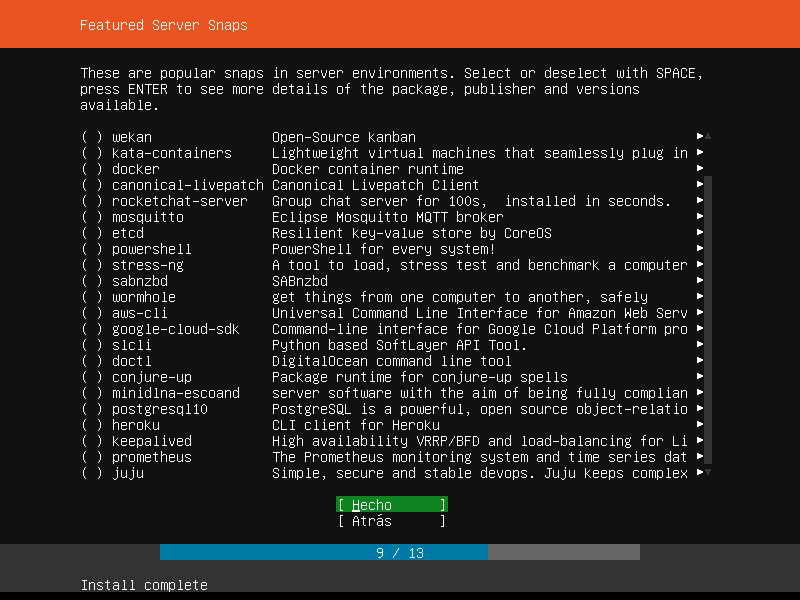 Featured Server Snaps
These are popular snaps in server environments. Select or deselect with SPACE,
press ENTER to see more details of the package, publisher and versions
available.
( ) wekan Open-Source kanban ►
( ) kata-containers Lightweight virtual machines that seamlessly plug in ►
( ) docker Docker container runtime ►
( ) canonical-livepatch Canonical Livepatch Client ►
( ) rocketchat-server Group chat server for 100s,  installed in seconds. ►
( ) mosquitto Eclipse Mosquitto MQTT broker ►
( ) etcd Resilient key-value store by CoreOS ►
( ) powershell PowerShell for every system! ►
( ) stress-ng A tool to load, stress test and benchmark a computer ►
( ) sabnzbd SABnzbd ►
( ) wormhole get things from one computer to another, safely ►
( ) aws-cli Universal Command Line Interface for Amazon Web Serv ►
( ) google-cloud-sdk Command-line interface for Google Cloud Platform pro ►
( ) slcli Python based SoftLayer API Tool. ►
( ) doctl DigitalOcean command line tool ►
( ) conjure-up Package runtime for conjure-up spells ►
( ) minidlna-escoand server software with the aim of being fully complian ►
( ) postgresql10 PostgreSQL is a powerful, open source object-relatio ►
( ) heroku CLI client for Heroku ►
( ) keepalived High availability VRRP/BFD and load-balancing for Li ►
( ) prometheus The Prometheus monitoring system and time series dat ►
( ) juju Simple, secure and stable devops. Juju keeps complex ►
[ Hecho ]
[ Atrás ]
9 / 13
Install complete